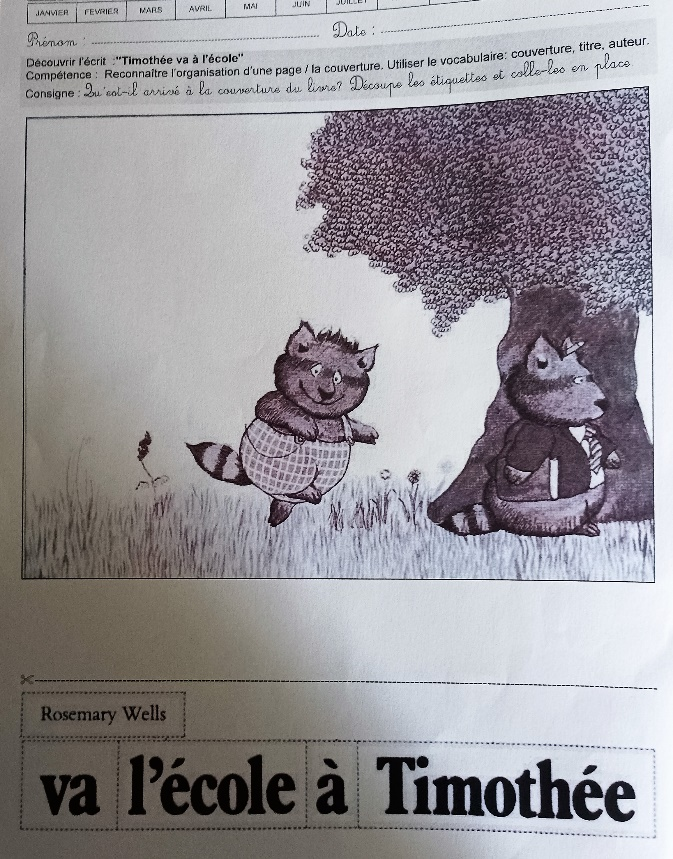 JANVIER FEVRIER MARS AVRIL MAI JUIN JUILLET
Prénom : Date :
Découvrir l'écrit :"Timothée va à l'école"
Compétence : Reconnaître l'organisation d'une page / la couverture. Utiliser le vocabulaire: couverture, titre, auteur.
Consigne : Qu'est-il arrivé à la couverture du livre? Découpe les étiquettes et colle-les en place.
Rosemary Wells
va l'école à Timothée